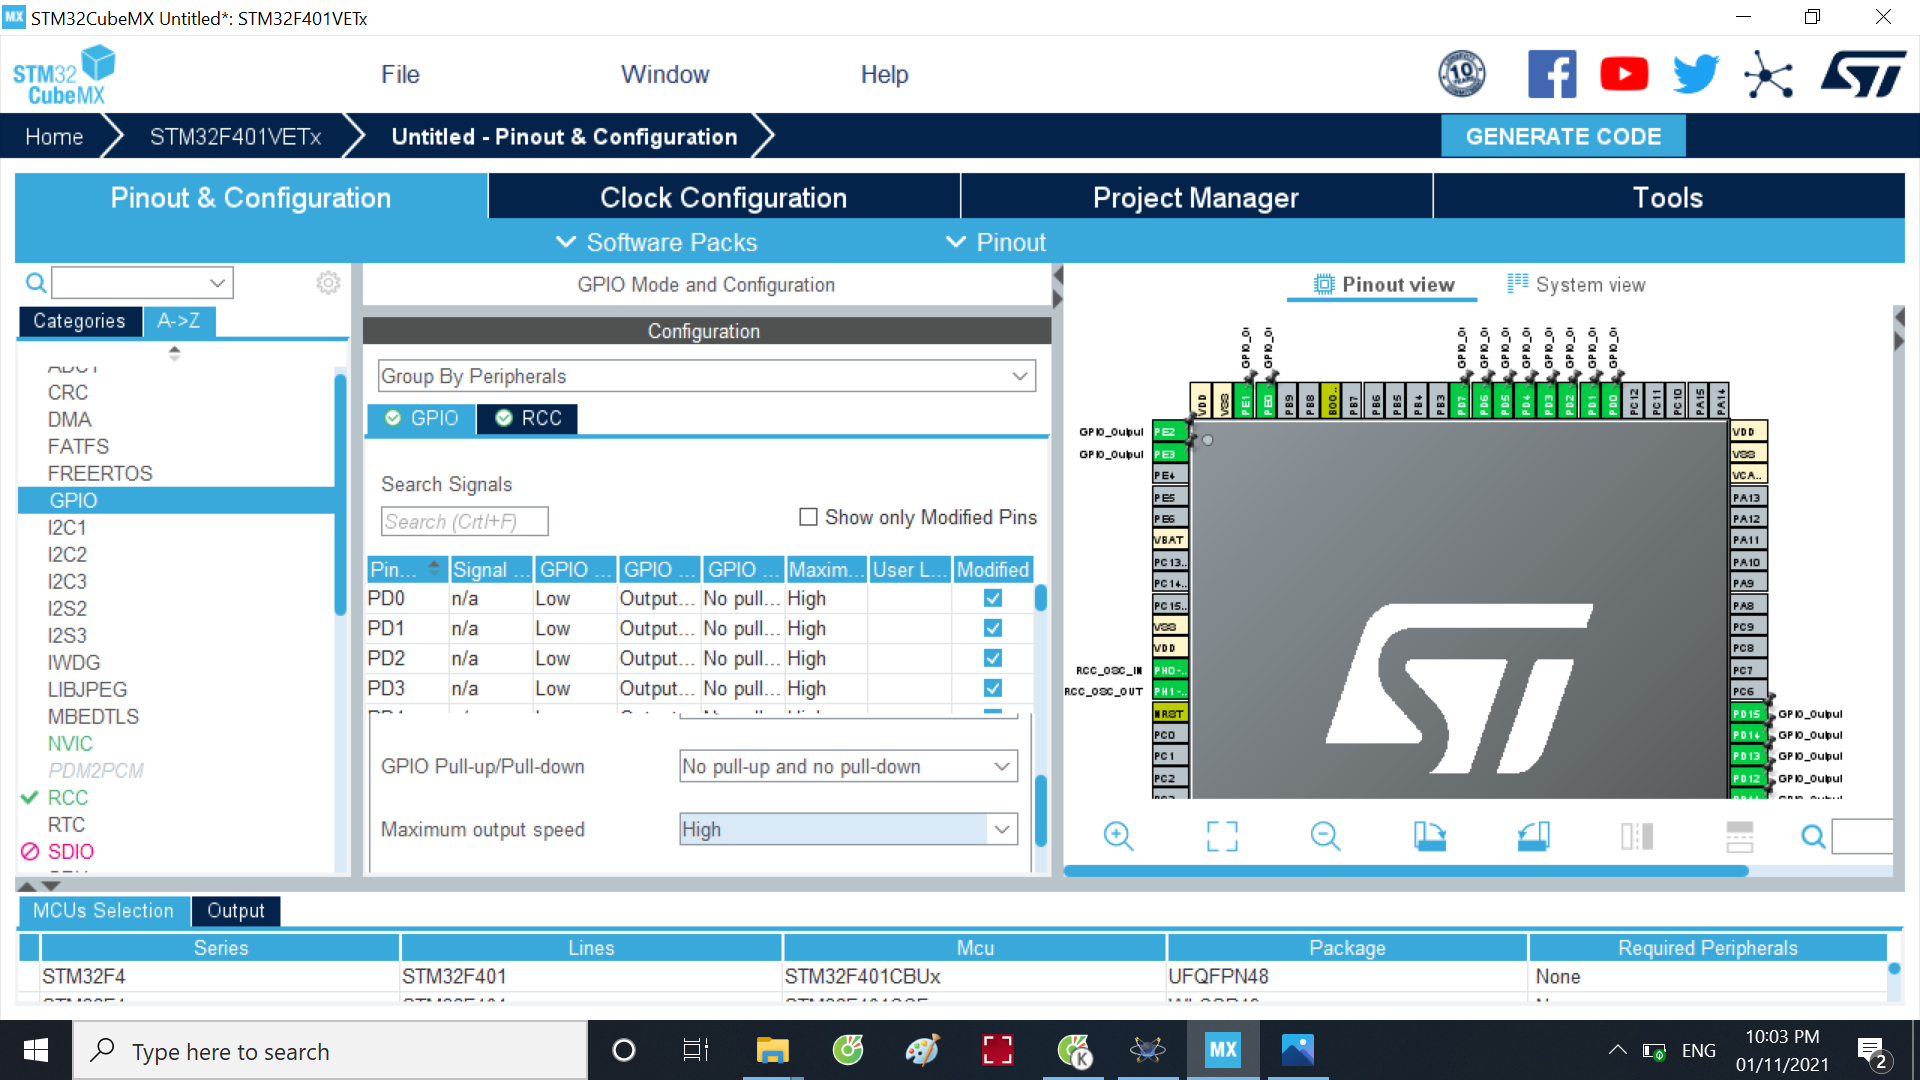 MX STM32CubeMX Untitled*: STM32F401VETx
STM32 CubeMX
File Window Help
10
Home STM32F401VETx Untitled - Pinout & Configuration GENERATE CODE
Pinout & Configuration Clock Configuration Project Manager Tools
Software Packs Pinout
GPIO Mode and Configuration
Pinout view System view
Categories A->Z
Configuration
Group By Peripherals
GPIO RCC
CRC
DMA
FATFS
FREERTOS
GPIO
I2C1
I2C2
I2C3
I2S2
I2S3
IWDG
LIBJPEG
MBEDTLS
NVIC
PDM2PCM
RCC
RTC
SDIO
Search Signals
Search (Crtl+F)
Show only Modified Pins
Pin... Signal ... GPIO ... GPIO ... GPIO ... Maxim... User L... Modified
PD0 n/a Low Output... No pull... High
PD1 n/a Low Output... No pull... High
PD2 n/a Low Output... No pull... High
PD3 n/a Low Output... No pull... High
GPIO Pull-up/Pull-down No pull-up and no pull-down
Maximum output speed High
VDD VSS PE1 PE0 PB9 PB8 BOO.. PB7 PB6 PB5 PB4 PB3 PD7 PD6 PD5 PD4 PD3 PD2 PD1 PD0 PC12 PC11 PC10 PA15 PA14
GPIO_Output PE2
GPIO_Output PE3
PE4
PE5
PE6
VBAT
PC13..
PC14..
PC15..
VSS
VDD
RCC_OSC_IN PH0-..
RCC_OSC_OUT PH1-..
NRST
PC0
PC1
PC2
VDD
VSS
VCA..
PA13
PA12
PA11
PA10
PA9
PA8
PC9
PC8
PC7
PC6
PD15 GPIO_Output
PD14 GPIO_Output
PD13 GPIO_Output
PD12 GPIO_Output
ST
MCUs Selection Output
Series Lines Mcu Package Required Peripherals
STM32F4 STM32F401 STM32F401CBUx UFQFPN48 None
Type here to search
MX
ENG
10:03 PM
01/11/2021
2